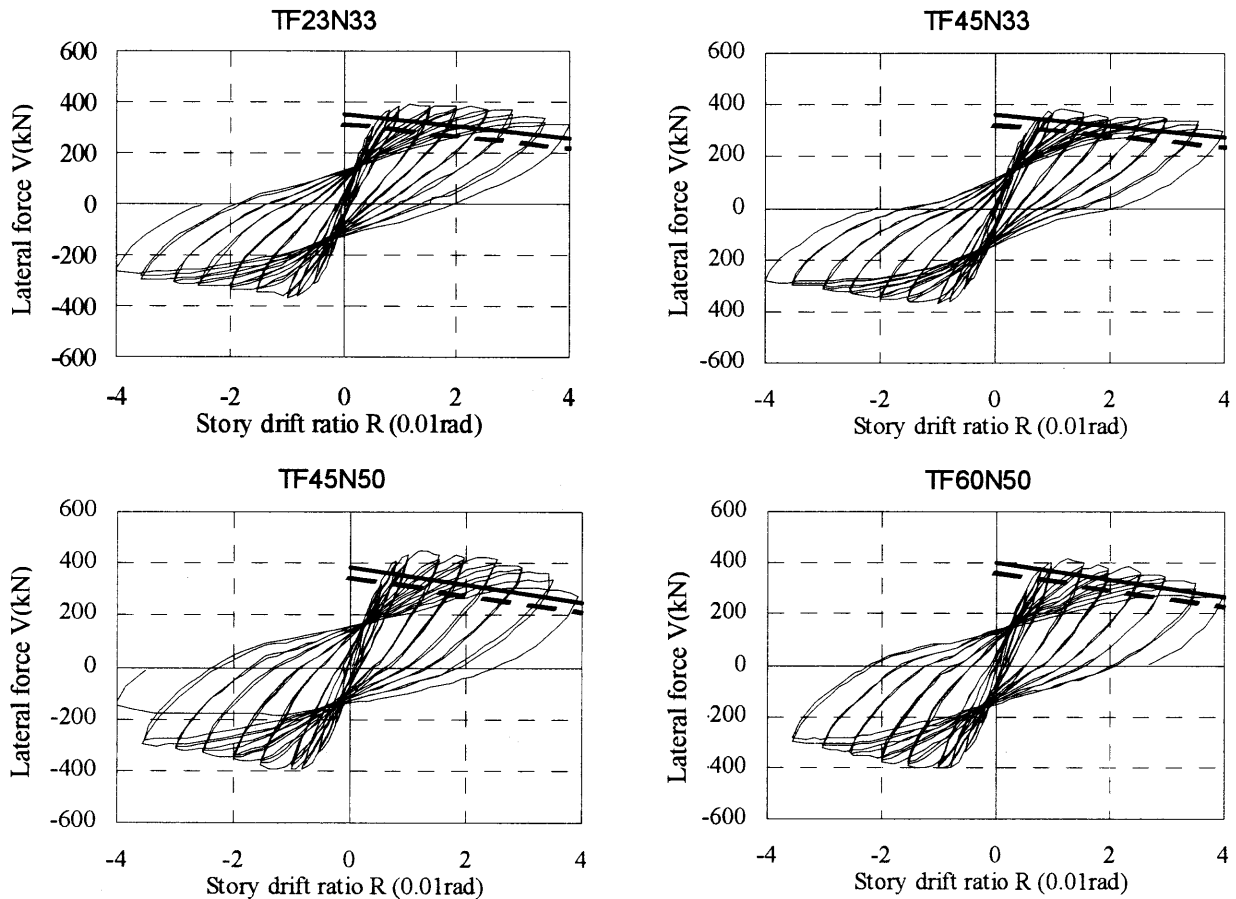 TF23N33
Lateral force V(kN)
600
400
200
0
-200
-400
-600
-4 -2 0 2 4
Story drift ratio R (0.01rad)
TF45N33
Lateral force V(kN)
600
400
200
0
200
400
-600
-4 -2 0 2 4
Story drift ratio R (0.01rad)
TF45N50
Lateral force V(kN)
600
400
200
0
-200
-400
-600
-4 -2 0 2 4
Story drift ratio R (0.01rad)
TF60N50
Lateral force V(kN)
600
400
200
0
-200
-400
-600
-4 -2 0 2 4
Story drift ratio R (0.01rad)